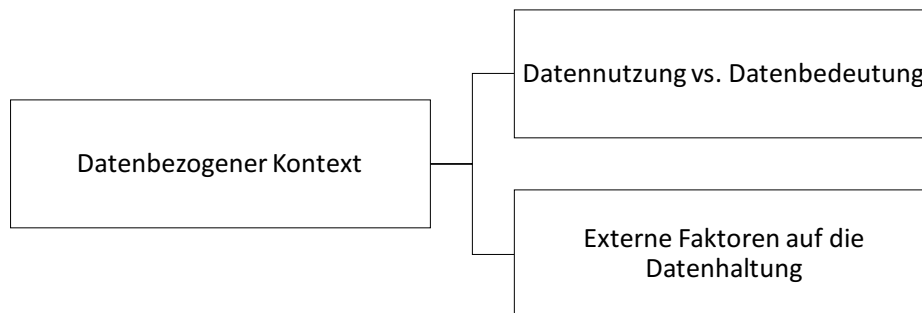 Datennutzung vs. Datenbedeutung
Datenbezogener Kontext
Externe Faktoren auf die
Datenhaltung